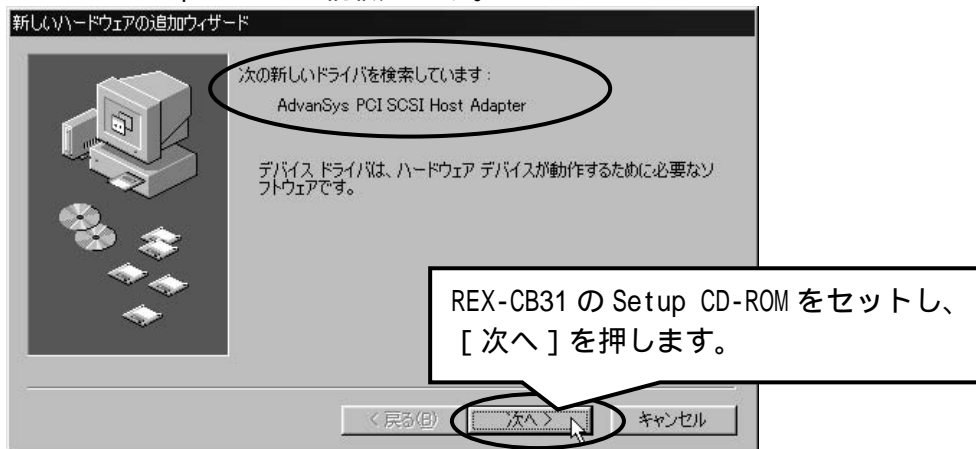 新しいハードウェアの追加ウィザード
次の新しいドライバを検索しています:
AdvanSys PCI SCSI Host Adapter
デバイス ドライバは、ハードウェア デバイスが動作するために必要なソ
フトウェアです。
REX-CB31 の Setup CD-ROM をセットし、
[ 次へ ] を押します。
< 戻る(B)
次へ >
キャンセル